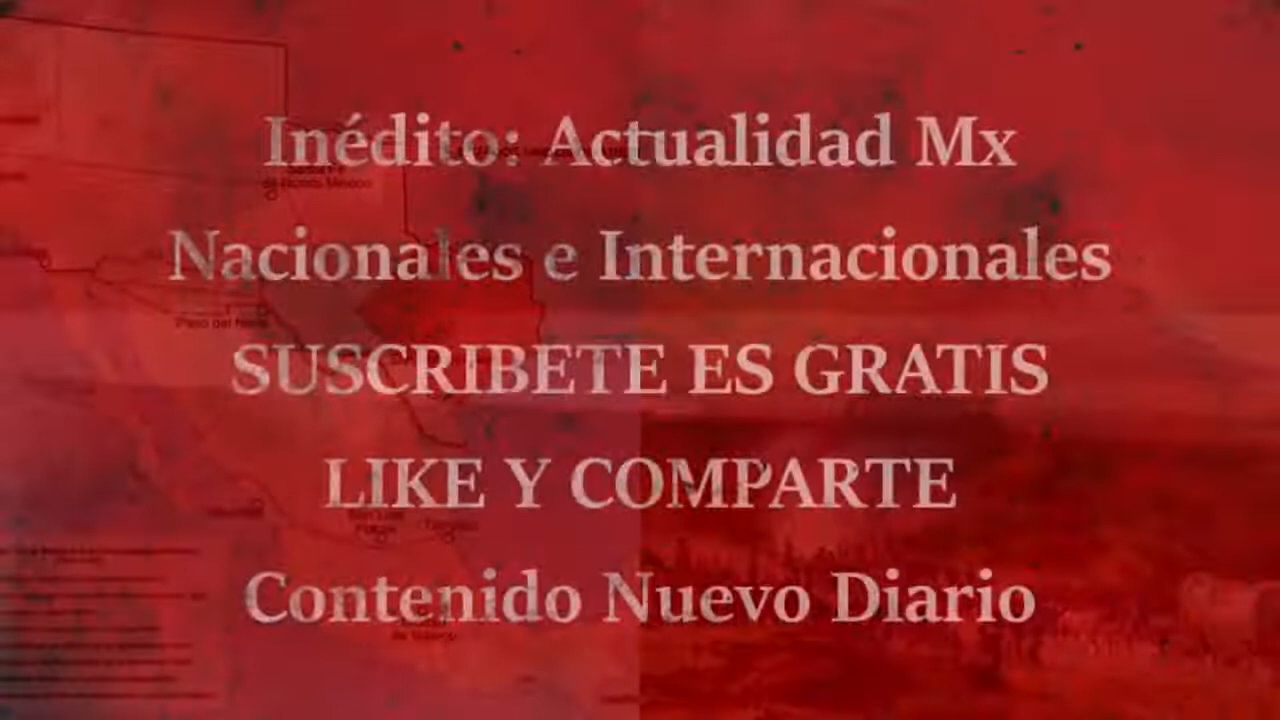 Inédito: Actualidad Mx
Nacionales e Internacionales
SUSCRIBETE ES GRATIS
LIKE Y COMPARTE
Contenido Nuevo Diario